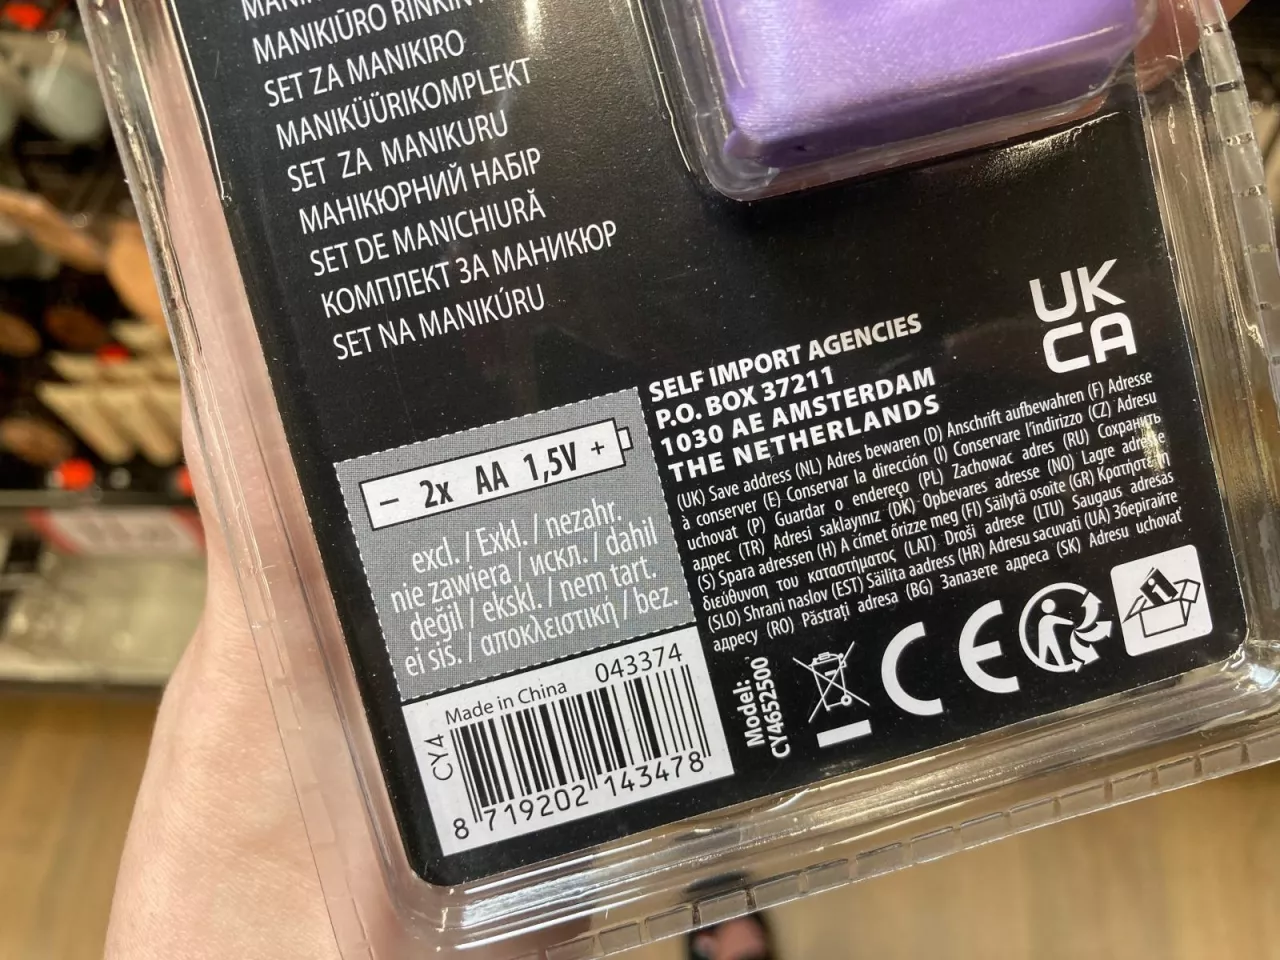 MANIKIŪRO RINKIN
SET ZA MANIKIRO
MANIKÜÜRIKOMPLEKT
SET ZA MANIKURU
МАНІКЮРНИЙ НАБІР
SET DE MANICHIURĂ
КОМПЛЕКТ ЗА МАНИКЮР
SET NA MANIKÚRU
UK
CA
SELF IMPORT AGENCIES
P.O. BOX 37211
1030 AE AMSTERDAM
THE NETHERLANDS
(UK) Save address (NL) Adres bewaren (D) Anschrift aufbewahren (F) Adresse
à conserver (E) Conservar la dirección (I) Conservare l'indirizzo (CZ) Adresu
uchovat (P) Guardar o endereço (PL) Zachowac adres (RU) Сохранить
адрес (TR) Adresi saklayınız (DK) Opbevares adresse (NO) Lagre adresse
(S) Spara adressen (H) A címet őrizze meg (FI) Säilytä osoite (GR) Κρατήστε τη
διεύθυνση του καταστήματος (LAT) Droši adrese (LTU) Saugaus adresas
(SLO) Shrani naslov (EST) Säilita aadress (HR) Adresu sacuvati (UA) Зберiгайте
адресу (RO) Păstrați adresa (BG) Запазете адреса (SK) Adresu uchovať
− 2x AA 1,5V +
excl. / Exkl. / nezahr.
nie zawiera / искл. / dahil
değil / ekskl. / nem tart.
ei sis. / αποκλειστική / bez.
Made in China 043374
CY4
8 719202 143478
Model:
CY4652500
CE